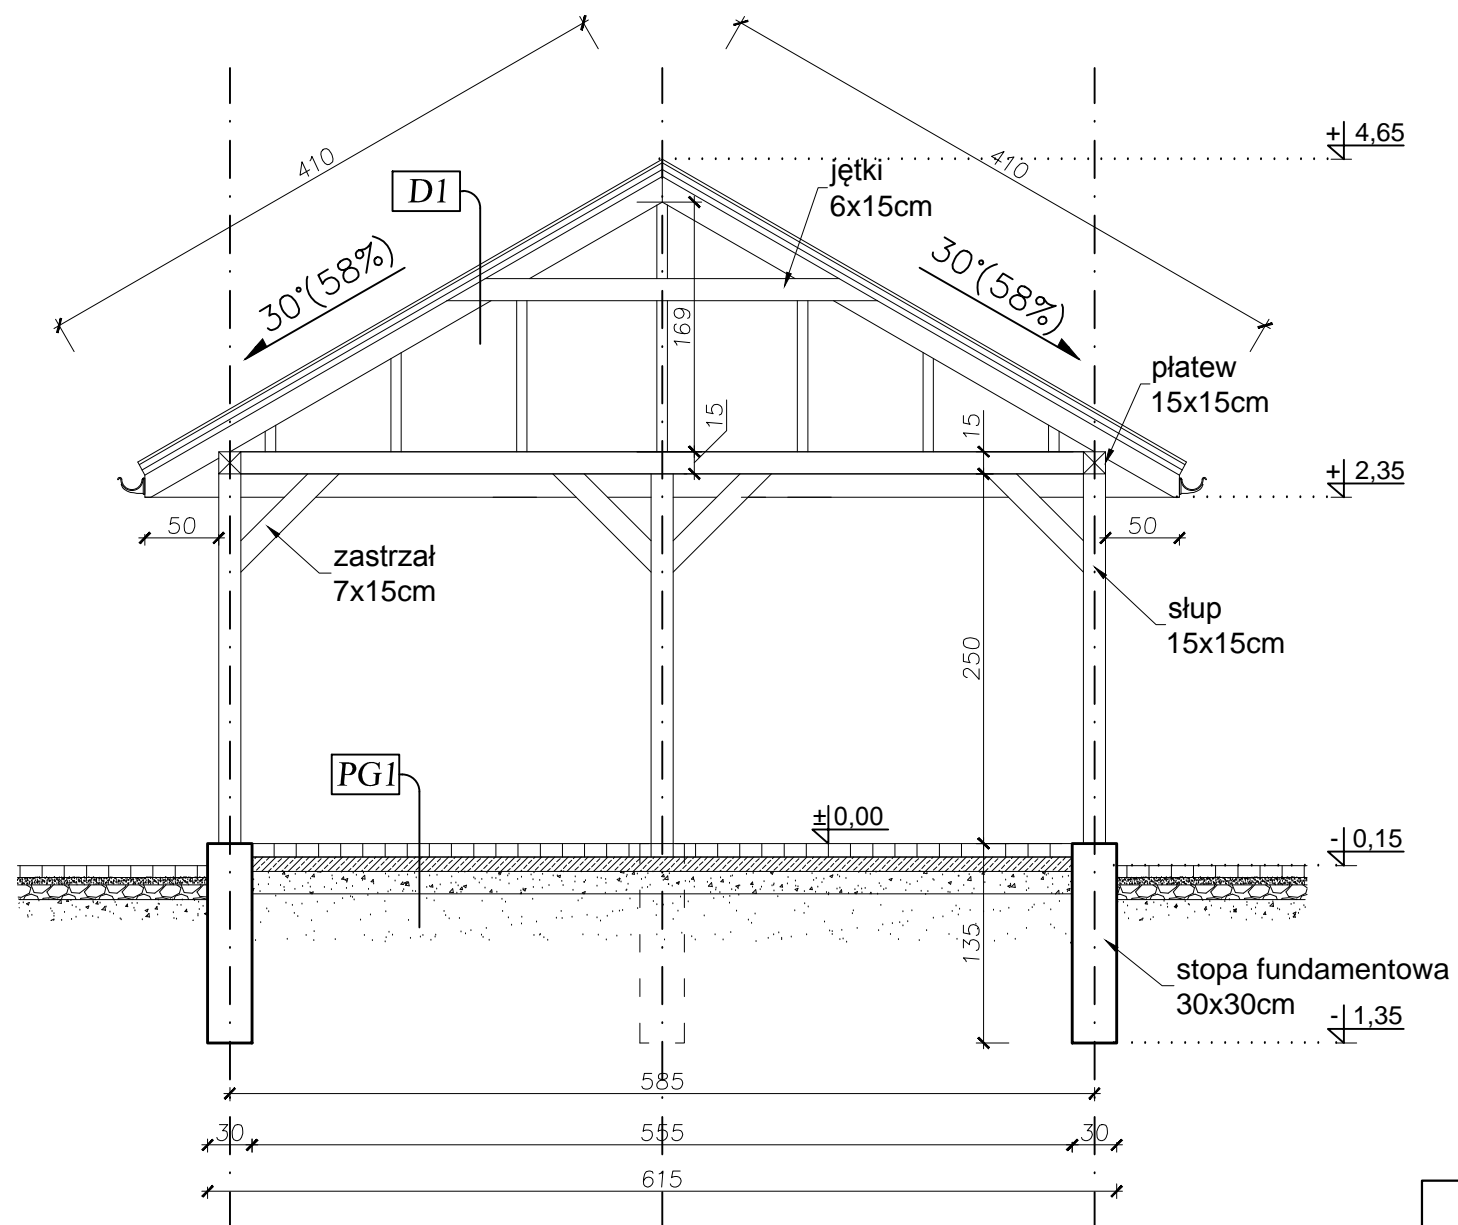 410
410
+ 4,65
jętki
6x15cm
D1
30°(58%)
30°(58%)
169
15
15
płatew
15x15cm
± 2,35
50
50
zastrzał
7x15cm
słup
15x15cm
250
PG1
± 0,00
- 0,15
135
stopa fundamentowa
30x30cm
- 1,35
585
30
555
30
615